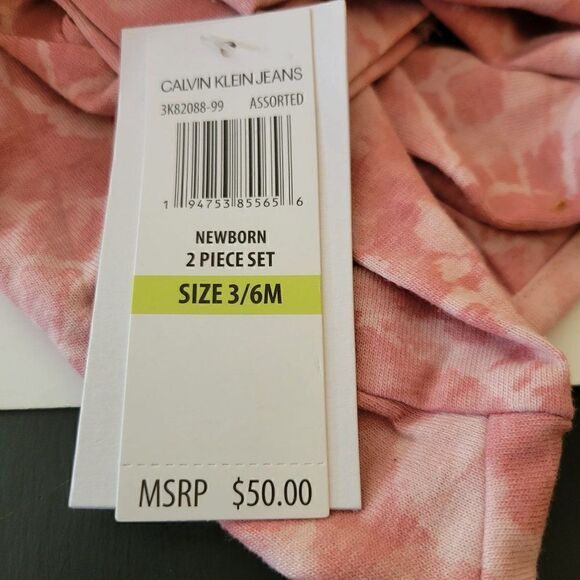 CALVIN KLEIN JEANS
3K82088-99 ASSORTED
1 94753 85565 6
NEWBORN
2 PIECE SET
SIZE 3/6M
MSRP $50.00